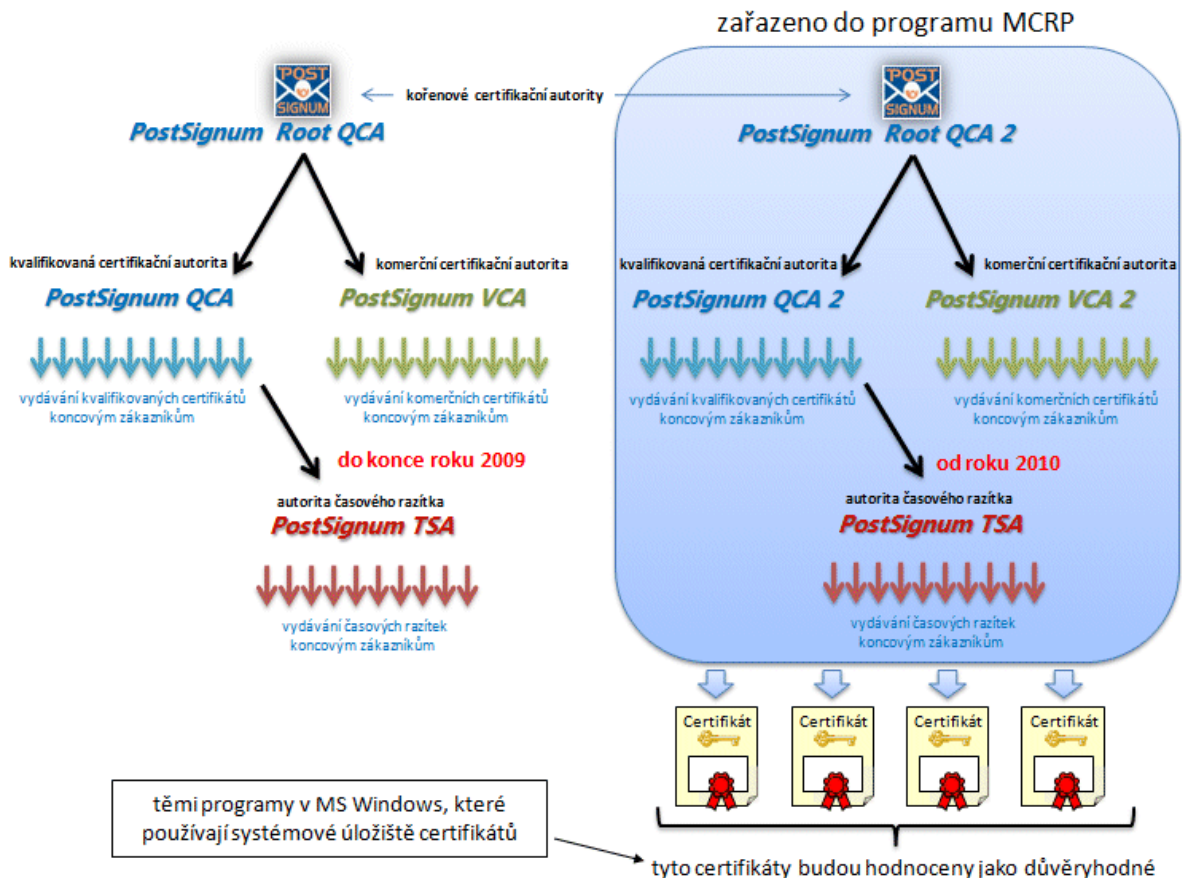 zařazeno do programu MCRP
POST
SIGNUM
kořenové certifikační autority
POST
SIGNUM
PostSignum Root QCA
PostSignum Root QCA 2
kvalifikovaná certifikační autorita
komerční certifikační autorita
kvalifikovaná certifikační autorita
komerční certifikační autorita
PostSignum QCA
PostSignum VCA
PostSignum QCA 2
PostSignum VCA 2
vydávání kvalifikovaných certifikátů
koncovým zákazníkům
vydávání komerčních certifikátů
koncovým zákazníkům
vydávání kvalifikovaných certifikátů
koncovým zákazníkům
vydávání komerčních certifikátů
koncovým zákazníkům
do konce roku 2009
od roku 2010
autorita časového razítka
PostSignum TSA
autorita časového razítka
PostSignum TSA
vydávání časových razítek
koncovým zákazníkům
vydávání časových razítek
koncovým zákazníkům
Certifikát
Certifikát
Certifikát
Certifikát
těmi programy v MS Windows, které
používají systémové úložiště certifikátů
tyto certifikáty budou hodnoceny jako důvěryhodné